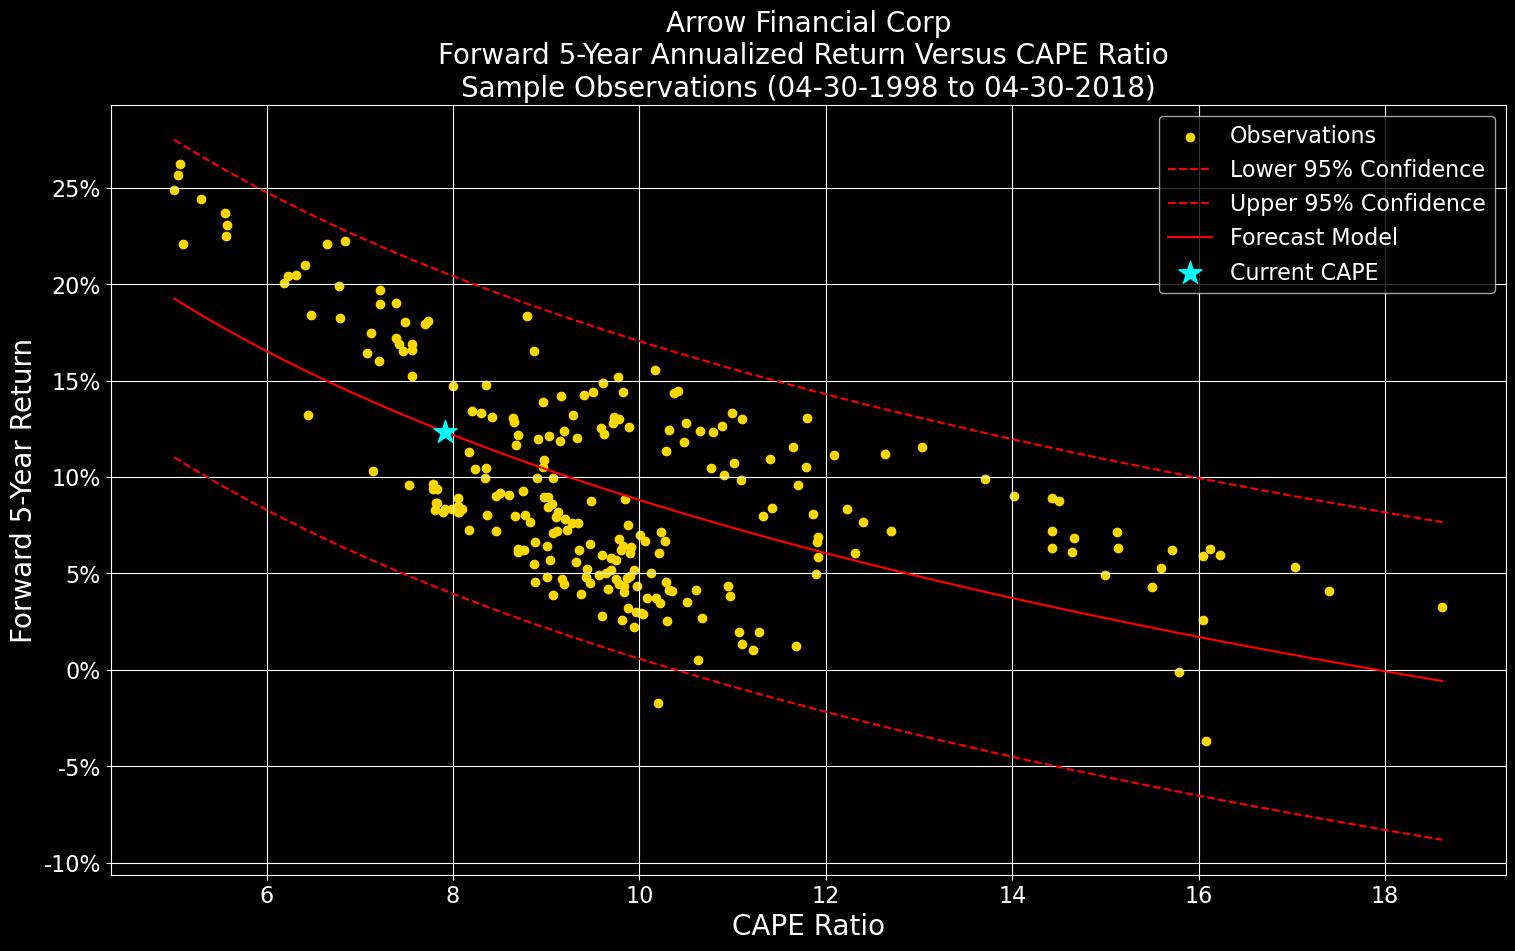 Arrow Financial Corp
Forward 5-Year Annualized Return Versus CAPE Ratio
Sample Observations (04-30-1998 to 04-30-2018)
Observations
Lower 95% Confidence
Upper 95% Confidence
Forecast Model
Current CAPE
Forward 5-Year Return
25%
20%
15%
10%
5%
0%
-5%
-10%
6 8 10 12 14 16 18
CAPE Ratio